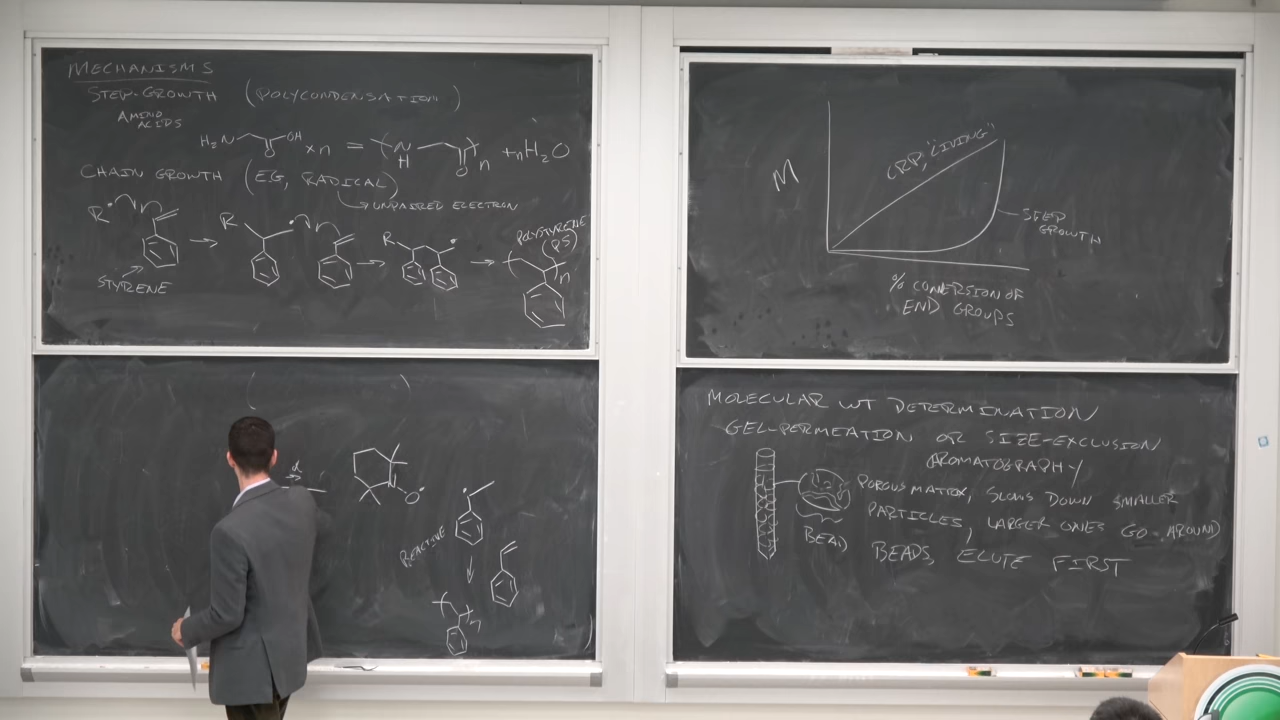 MECHANISMS
STEP-GROWTH (POLYCONDENSATION)
AMINO
ACIDS
H₂N OH x n = ( N H O )n + nH₂O
CHAIN GROWTH (EG, RADICAL)
UNPAIRED ELECTRON
R• R R
POLYSTYRENE
(PS)
n
STYRENE
Δ
O•
REACTIVE
n
M
CRP, "LIVING"
STEP
GROWTH
% CONERSION OF
END GROUPS
MOLECULAR WT DETERMINATION
GEL-PERMEATION OR SIZE-EXCLUSION
CHROMATOGRAPHY
POROUS MATRIX, SLOWS DOWN SMALLER
PARTICLES, LARGER ONES GO AROUND
BEAD
BEADS, ELUTE FIRST